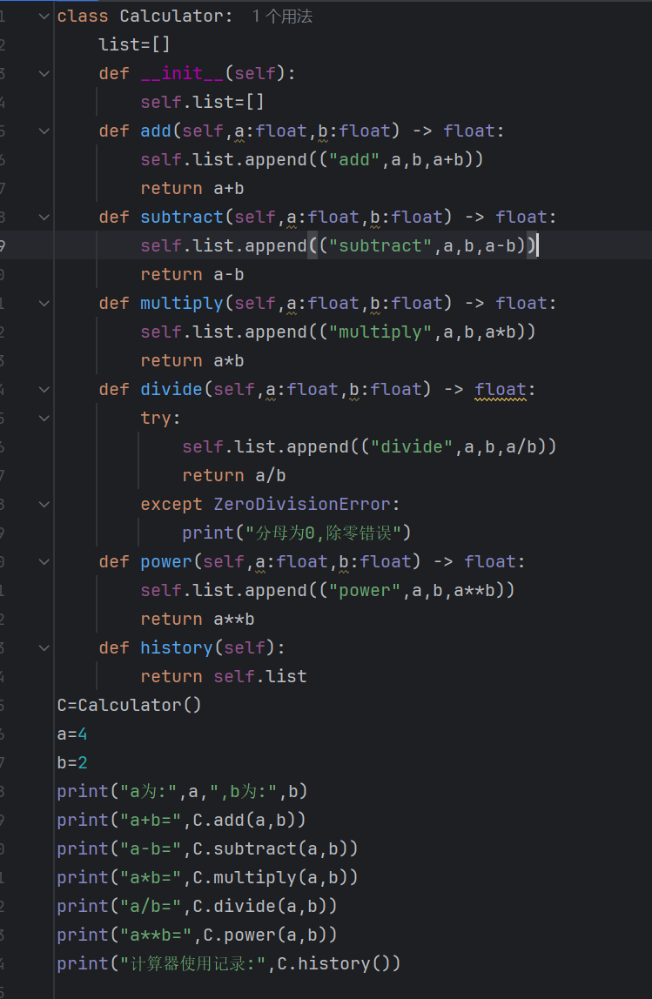 class Calculator:  1 个用法
    list=[]
    def __init__(self):
        self.list=[]
    def add(self,a:float,b:float) -> float:
        self.list.append(("add",a,b,a+b))
        return a+b
    def subtract(self,a:float,b:float) -> float:
        self.list.append(("subtract",a,b,a-b))
        return a-b
    def multiply(self,a:float,b:float) -> float:
        self.list.append(("multiply",a,b,a*b))
        return a*b
    def divide(self,a:float,b:float) -> float:
        try:
            self.list.append(("divide",a,b,a/b))
            return a/b
        except ZeroDivisionError:
            print("分母为0,除零错误")
    def power(self,a:float,b:float) -> float:
        self.list.append(("power",a,b,a**b))
        return a**b
    def history(self):
        return self.list
C=Calculator()
a=4
b=2
print("a为:",a,",b为:",b)
print("a+b=",C.add(a,b))
print("a-b=",C.subtract(a,b))
print("a*b=",C.multiply(a,b))
print("a/b=",C.divide(a,b))
print("a**b=",C.power(a,b))
print("计算器使用记录:",C.history())